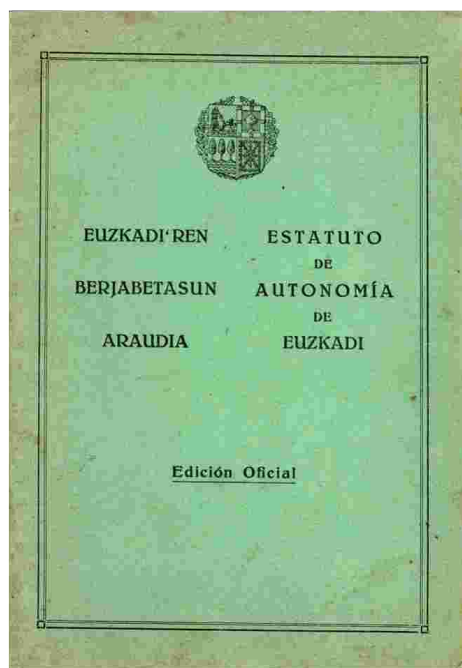 EUZKADI'REN
BERJABETASUN
ARAUDIA
ESTATUTO
DE
AUTONOMÍA
DE
EUZKADI
Edición Oficial